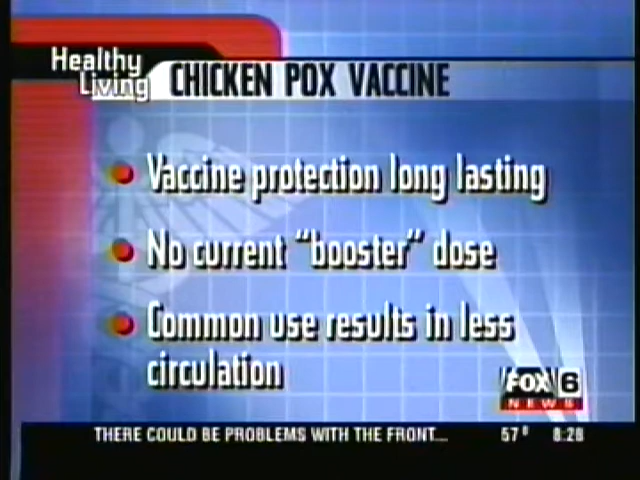 Healthy
Living
CHICKEN POX VACCINE
Vaccine protection long lasting
No current “booster” dose
Common use results in less
circulation
FOX 6
NEWS
THERE COULD BE PROBLEMS WITH THE FRONT... 57° 8:28